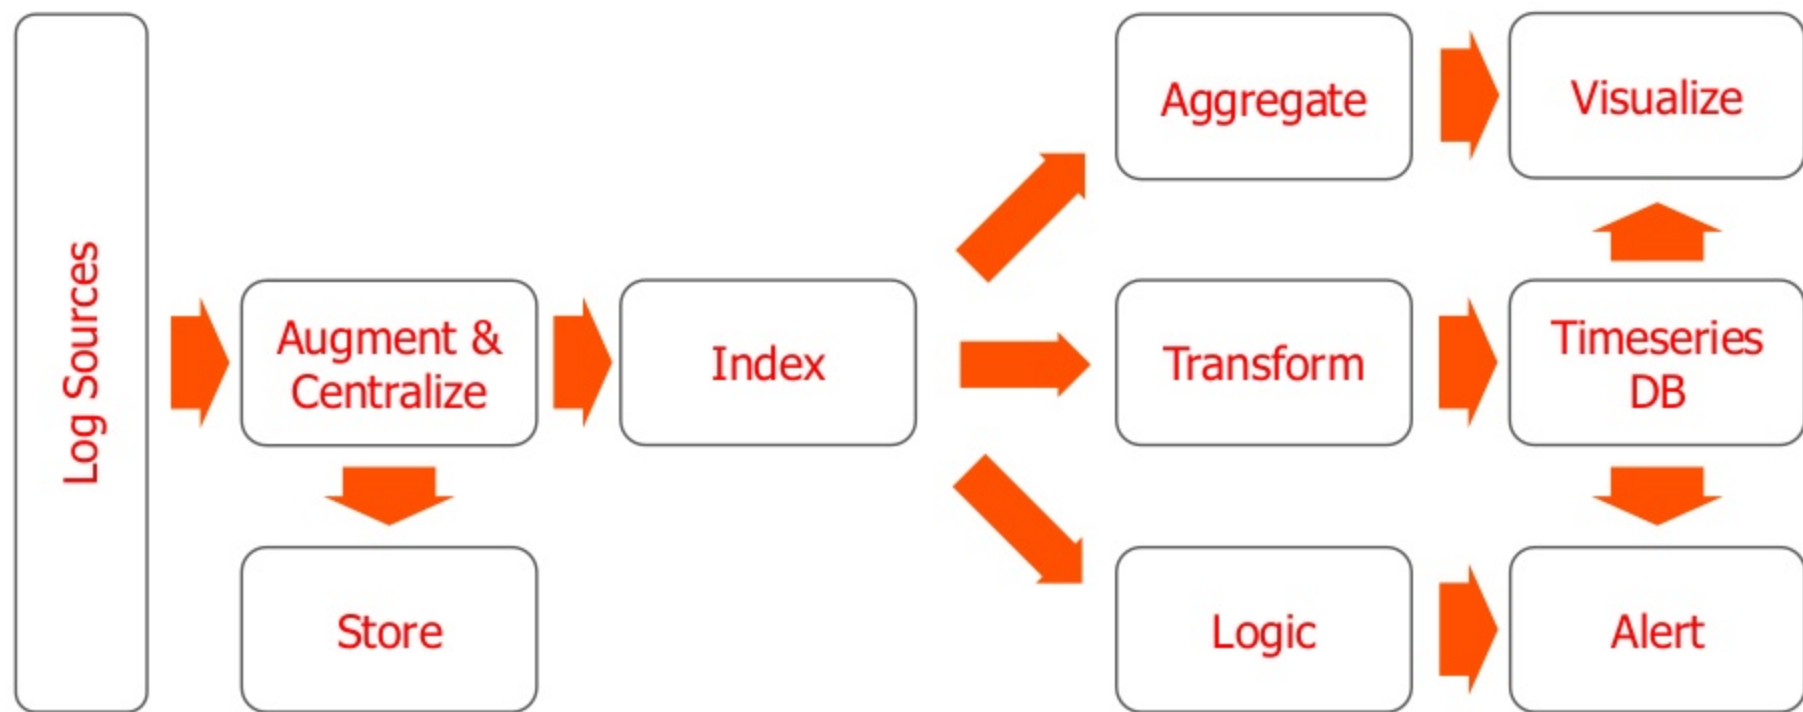 Log Sources
Augment &
Centralize
Store
Index
Aggregate
Visualize
Transform
Timeseries
DB
Logic
Alert